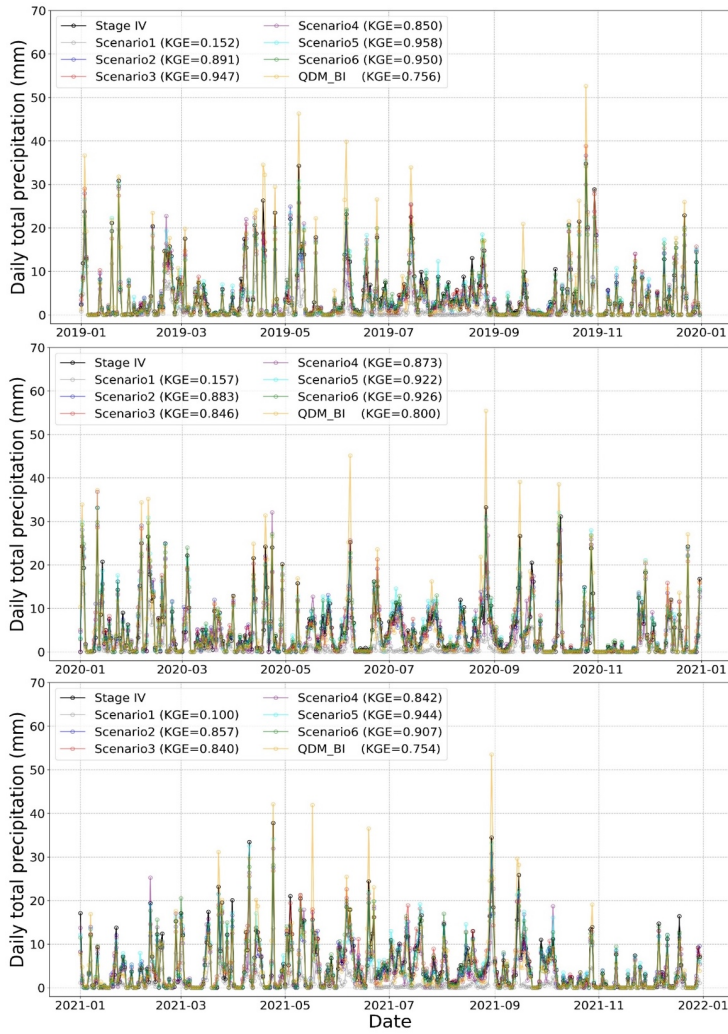 70
60
50
40
30
20
10
0
Daily total precipitation (mm)
Stage IV
Scenario1 (KGE=0.152)
Scenario2 (KGE=0.891)
Scenario3 (KGE=0.947)
Scenario4 (KGE=0.850)
Scenario5 (KGE=0.958)
Scenario6 (KGE=0.950)
QDM_BI (KGE=0.756)
2019-01 2019-03 2019-05 2019-07 2019-09 2019-11 2020-01
70
60
50
40
30
20
10
0
Daily total precipitation (mm)
Stage IV
Scenario1 (KGE=0.157)
Scenario2 (KGE=0.883)
Scenario3 (KGE=0.846)
Scenario4 (KGE=0.873)
Scenario5 (KGE=0.922)
Scenario6 (KGE=0.926)
QDM_BI (KGE=0.800)
2020-01 2020-03 2020-05 2020-07 2020-09 2020-11 2021-01
70
60
50
40
30
20
10
0
Daily total precipitation (mm)
Stage IV
Scenario1 (KGE=0.100)
Scenario2 (KGE=0.857)
Scenario3 (KGE=0.840)
Scenario4 (KGE=0.842)
Scenario5 (KGE=0.944)
Scenario6 (KGE=0.907)
QDM_BI (KGE=0.754)
2021-01 2021-03 2021-05 2021-07 2021-09 2021-11 2022-01
Date